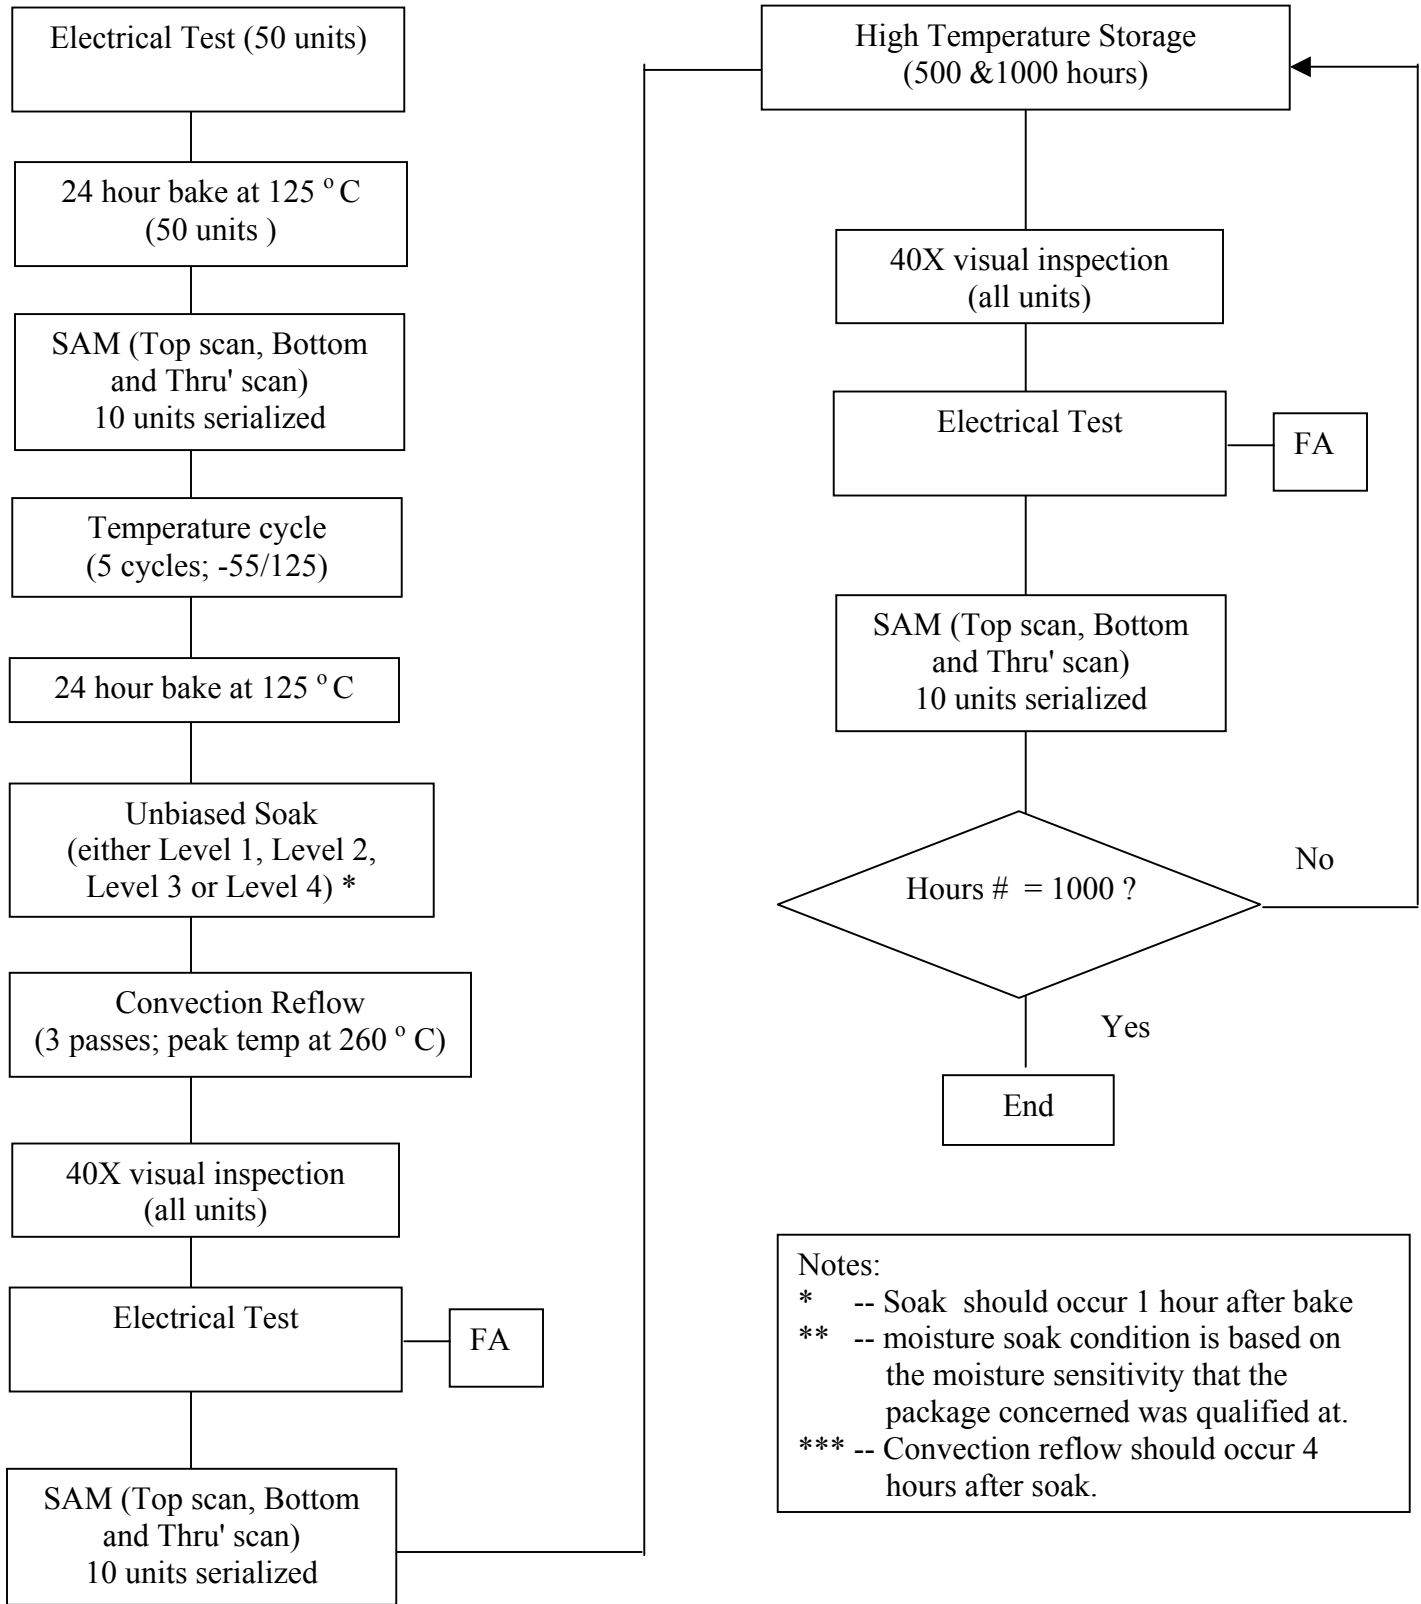 Electrical Test (50 units)
24 hour bake at 125 ° C
(50 units )
SAM (Top scan, Bottom
and Thru' scan)
10 units serialized
Temperature cycle
(5 cycles; -55/125)
24 hour bake at 125 ° C
Unbiased Soak
(either Level 1, Level 2,
Level 3 or Level 4) *
Convection Reflow
(3 passes; peak temp at 260 ° C)
40X visual inspection
(all units)
Electrical Test
FA
SAM (Top scan, Bottom
and Thru' scan)
10 units serialized
High Temperature Storage
(500 &1000 hours)
40X visual inspection
(all units)
Electrical Test
FA
SAM (Top scan, Bottom
and Thru' scan)
10 units serialized
Hours # = 1000 ?
No
Yes
End
Notes:
* -- Soak should occur 1 hour after bake
** -- moisture soak condition is based on
the moisture sensitivity that the
package concerned was qualified at.
*** -- Convection reflow should occur 4
hours after soak.